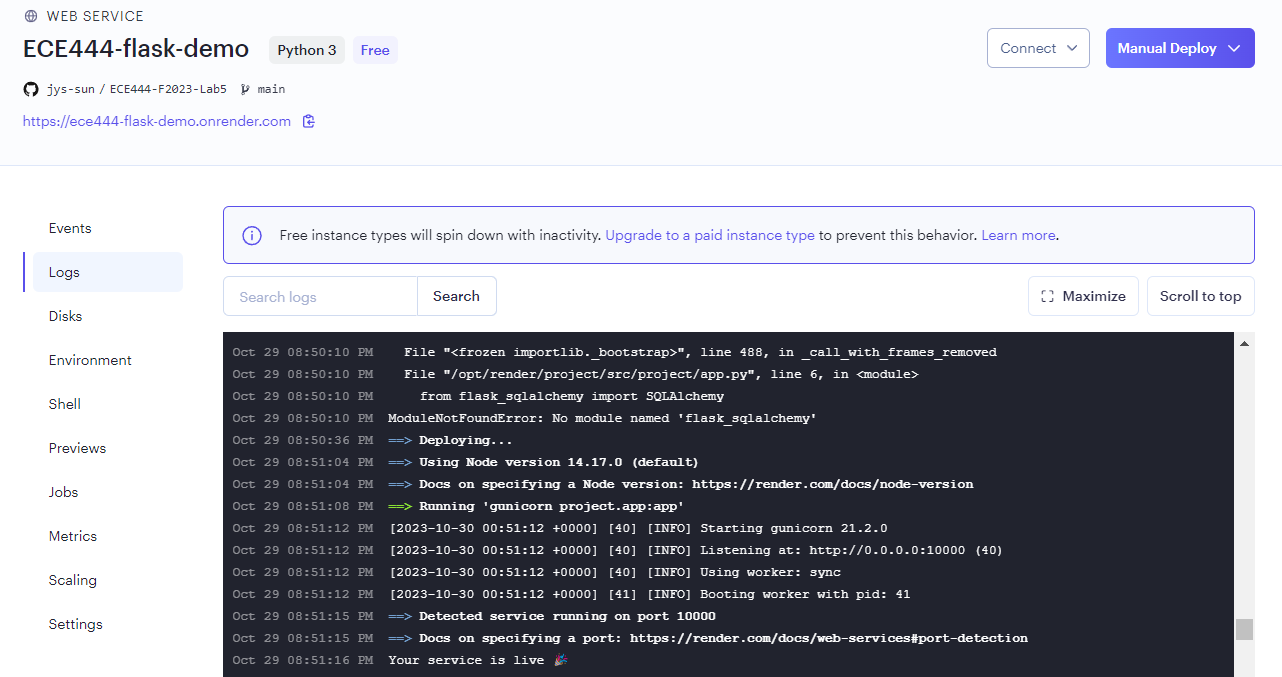 WEB SERVICE
ECE444-flask-demo Python 3 Free
Connect Manual Deploy
jys-sun / ECE444-F2023-Lab5 main
https://ece444-flask-demo.onrender.com
Events
Logs
Disks
Environment
Shell
Previews
Jobs
Metrics
Scaling
Settings
Free instance types will spin down with inactivity. Upgrade to a paid instance type to prevent this behavior. Learn more.
Search logs Search Maximize Scroll to top
Oct 29 08:50:10 PM File "<frozen importlib._bootstrap>", line 488, in _call_with_frames_removed
Oct 29 08:50:10 PM File "/opt/render/project/src/project/app.py", line 6, in <module>
Oct 29 08:50:10 PM from flask_sqlalchemy import SQLAlchemy
Oct 29 08:50:10 PM ModuleNotFoundError: No module named 'flask_sqlalchemy'
Oct 29 08:50:36 PM ==> Deploying...
Oct 29 08:51:04 PM ==> Using Node version 14.17.0 (default)
Oct 29 08:51:04 PM ==> Docs on specifying a Node version: https://render.com/docs/node-version
Oct 29 08:51:08 PM ==> Running 'gunicorn project.app:app'
Oct 29 08:51:12 PM [2023-10-30 00:51:12 +0000] [40] [INFO] Starting gunicorn 21.2.0
Oct 29 08:51:12 PM [2023-10-30 00:51:12 +0000] [40] [INFO] Listening at: http://0.0.0.0:10000 (40)
Oct 29 08:51:12 PM [2023-10-30 00:51:12 +0000] [40] [INFO] Using worker: sync
Oct 29 08:51:12 PM [2023-10-30 00:51:12 +0000] [41] [INFO] Booting worker with pid: 41
Oct 29 08:51:15 PM ==> Detected service running on port 10000
Oct 29 08:51:15 PM ==> Docs on specifying a port: https://render.com/docs/web-services#port-detection
Oct 29 08:51:16 PM Your service is live 🎉